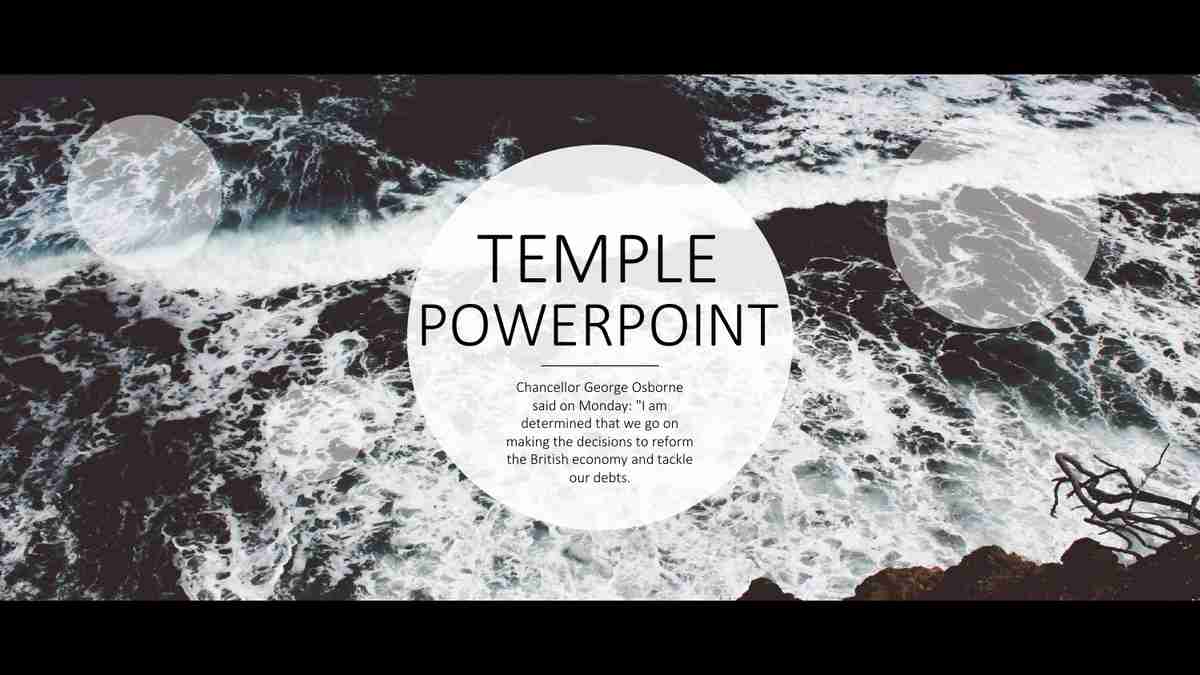 TEMPLE
POWERPOINT
Chancellor George Osborne
said on Monday: "I am
determined that we go on
making the decisions to reform
the British economy and tackle
our debts.